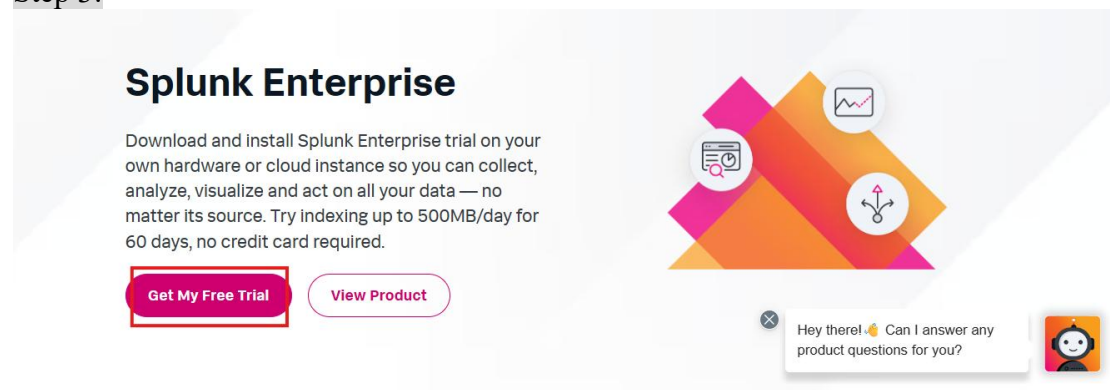 Splunk Enterprise
Download and install Splunk Enterprise trial on your
own hardware or cloud instance so you can collect,
analyze, visualize and act on all your data — no
matter its source. Try indexing up to 500MB/day for
60 days, no credit card required.
Get My Free Trial
View Product
Hey there!👋 Can I answer any
product questions for you?